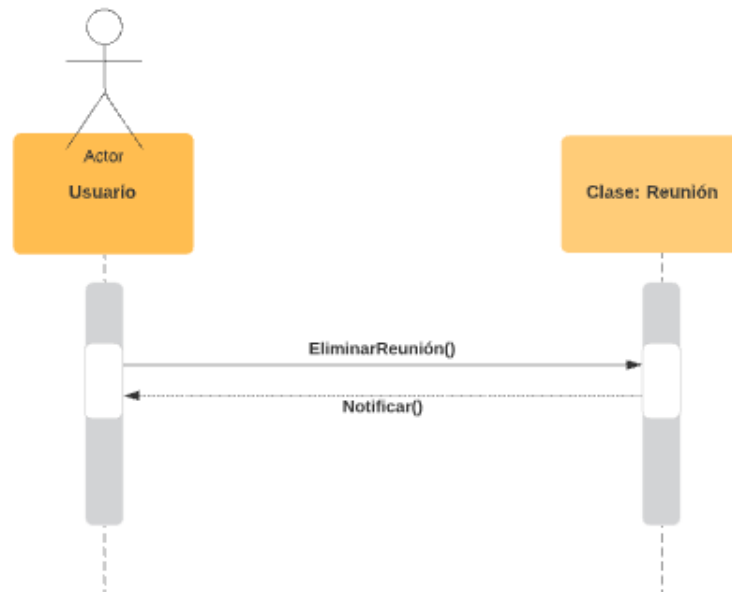 Actor
Usuario
Clase: Reunión
EliminarReunión()
Notificar()